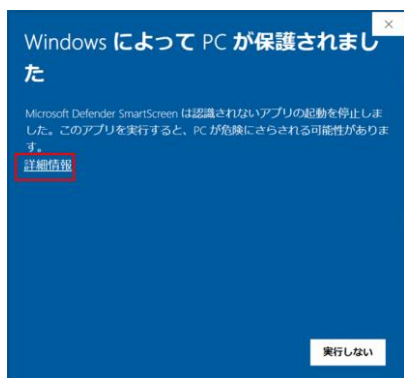 Windows によって PC が保護されまし
た
Microsoft Defender SmartScreen は認識されないアプリの起動を停止しま
した。このアプリを実行すると、PC が危険にさらされる可能性がありま
す。
詳細情報
実行しない